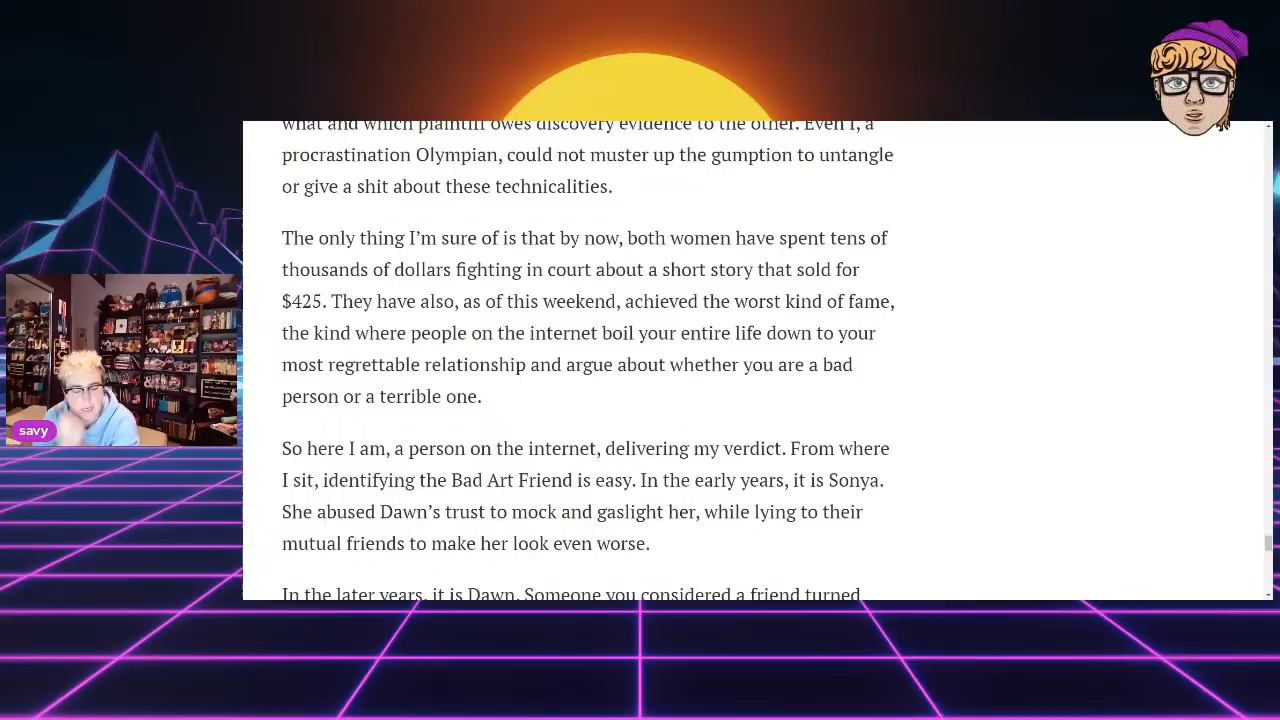 what and which plaintiff owes discovery evidence to the other. Even I, a
procrastination Olympian, could not muster up the gumption to untangle
or give a shit about these technicalities.
The only thing I’m sure of is that by now, both women have spent tens of
thousands of dollars fighting in court about a short story that sold for
$425. They have also, as of this weekend, achieved the worst kind of fame,
the kind where people on the internet boil your entire life down to your
most regrettable relationship and argue about whether you are a bad
person or a terrible one.
So here I am, a person on the internet, delivering my verdict. From where
I sit, identifying the Bad Art Friend is easy. In the early years, it is Sonya.
She abused Dawn’s trust to mock and gaslight her, while lying to their
mutual friends to make her look even worse.
In the later years, it is Dawn. Someone you considered a friend turned
savy